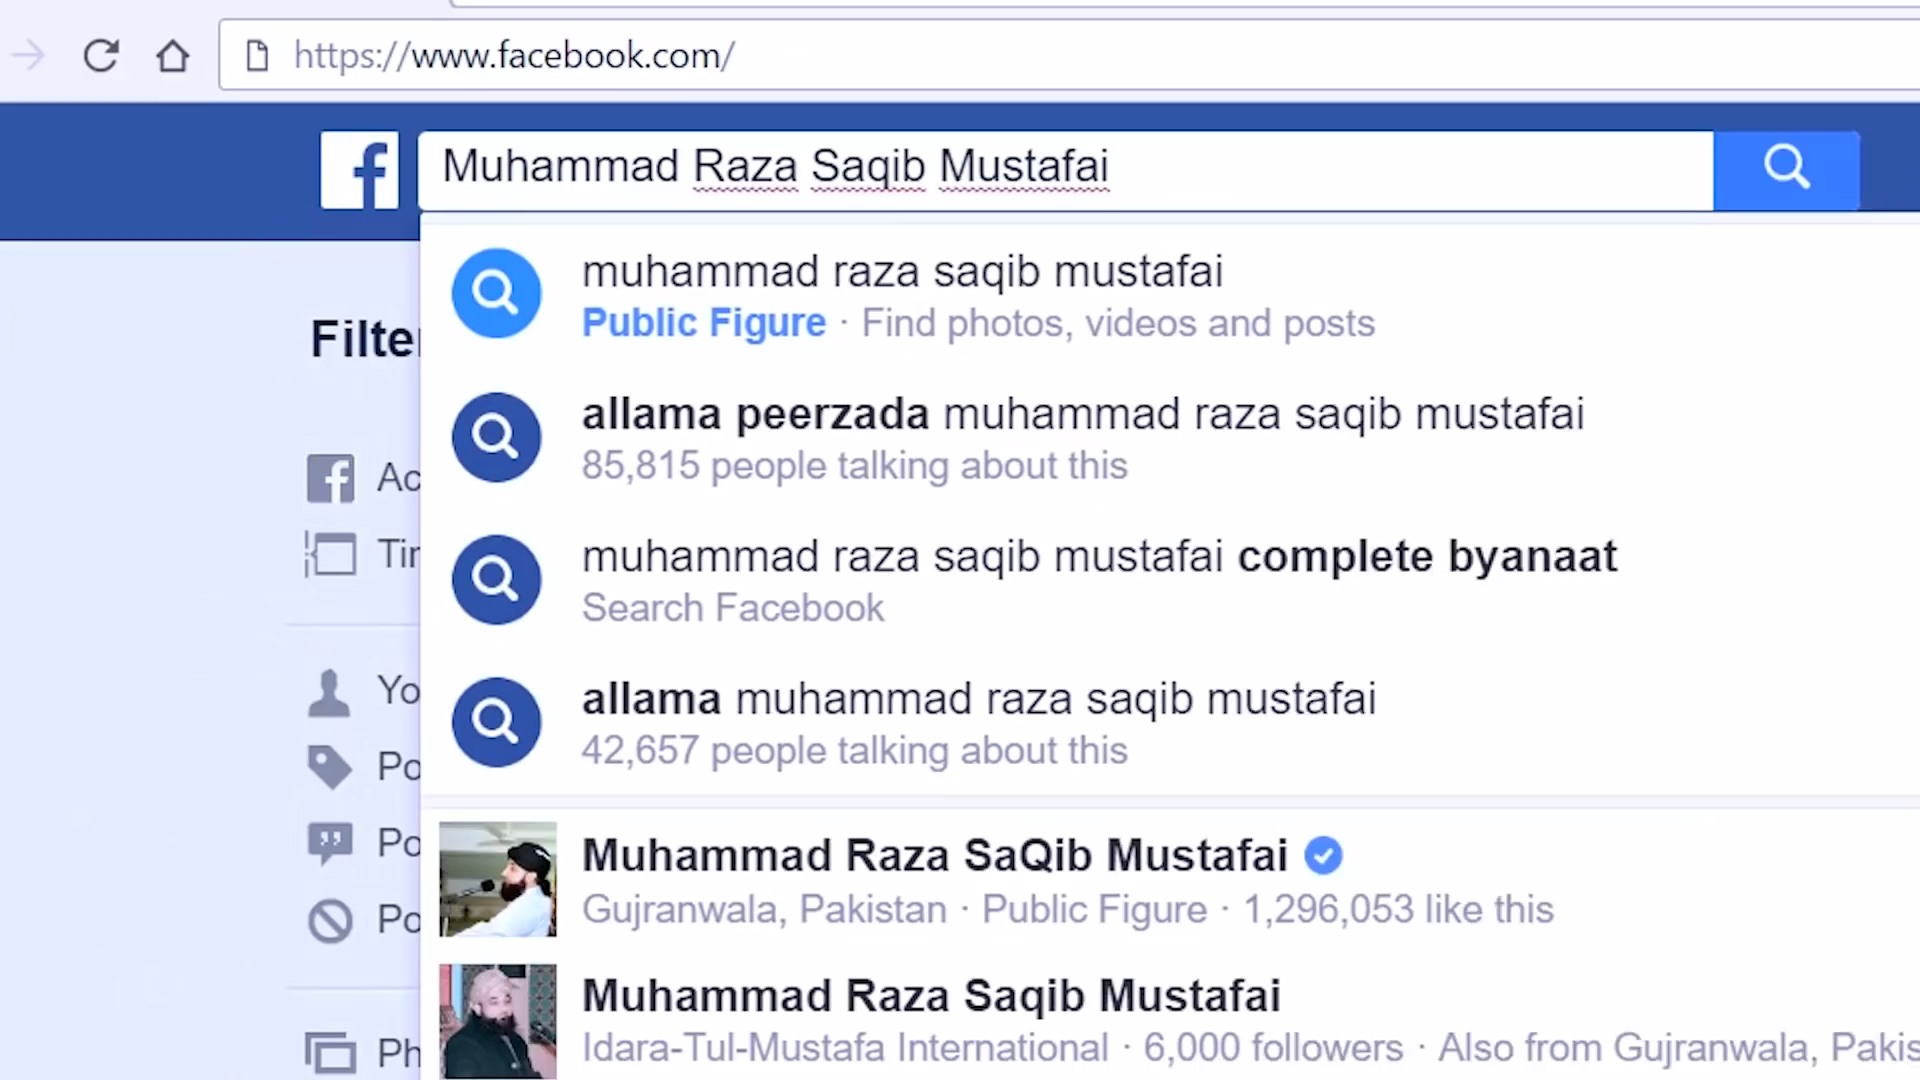 https://www.facebook.com/
f Muhammad Raza Saqib Mustafai
muhammad raza saqib mustafai
Public Figure · Find photos, videos and posts
Filte
allama peerzada muhammad raza saqib mustafai
85,815 people talking about this
Ac
muhammad raza saqib mustafai complete byanaat
Tir
Search Facebook
Yo
allama muhammad raza saqib mustafai
42,657 people talking about this
Po
Po
Muhammad Raza SaQib Mustafai
Gujranwala, Pakistan · Public Figure · 1,296,053 like this
Po
Muhammad Raza Saqib Mustafai
Idara-Tul-Mustafa International · 6,000 followers · Also from Gujranwala, Pakis
Ph